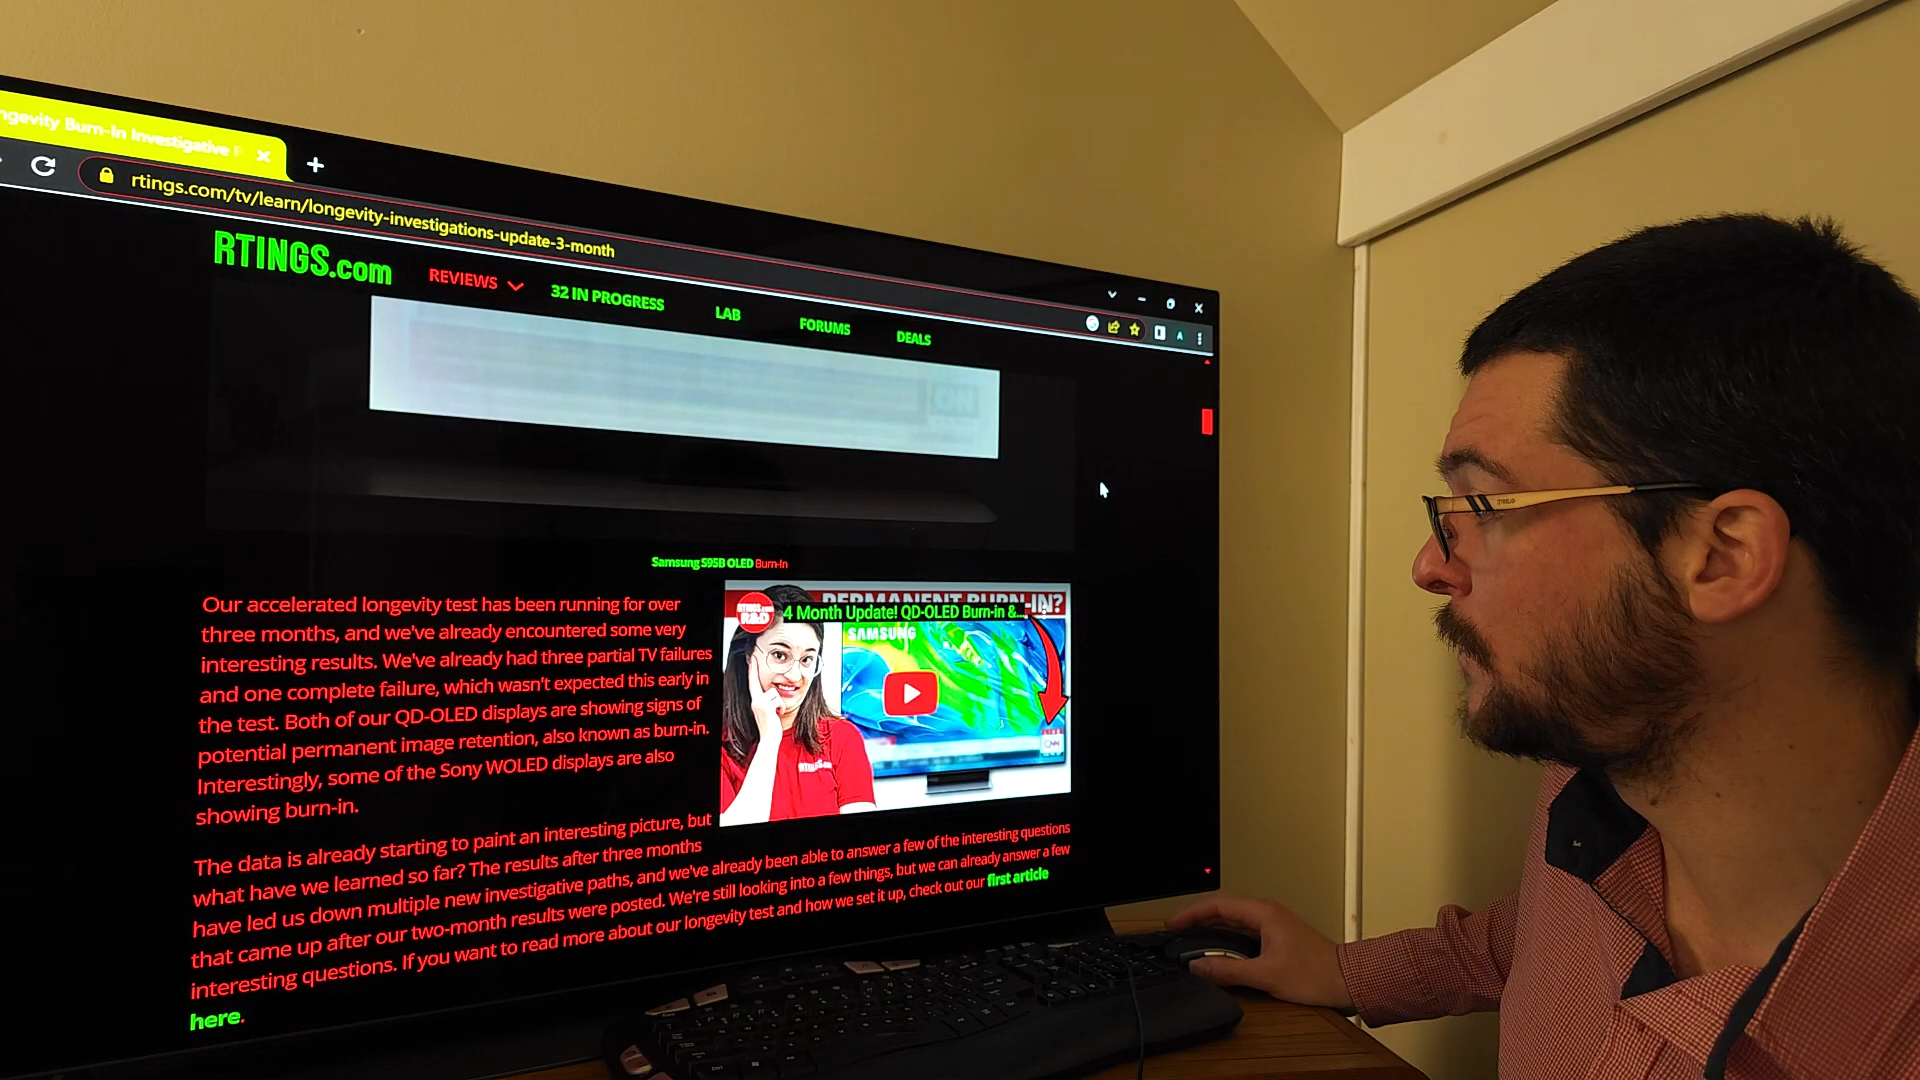 ngevity Burn-In Investigative
rtings.com/tv/learn/longevity-investigations-update-3-month
RTINGS.com
REVIEWS
32 IN PROGRESS
LAB
FORUMS
DEALS
A
CNN
Samsung S95B OLED Burn-In
Our accelerated longevity test has been running for over
three months, and we've already encountered some very
interesting results. We've already had three partial TV failures
and one complete failure, which wasn't expected this early in
the test. Both of our QD-OLED displays are showing signs of
potential permanent image retention, also known as burn-in.
Interestingly, some of the Sony WOLED displays are also
showing burn-in.
PERMANENT BURN-IN?
RTINGS.com
R&D
4 Month Update! QD-OLED Burn-in &...
SAMSUNG
CNN
RTINGS.com
The data is already starting to paint an interesting picture, but
what have we learned so far? The results after three months
have led us down multiple new investigative paths, and we've already been able to answer a few of the interesting questions
that came up after our two-month results were posted. We're still looking into a few things, but we can already answer a few
interesting questions. If you want to read more about our longevity test and how we set it up, check out our first article
here.